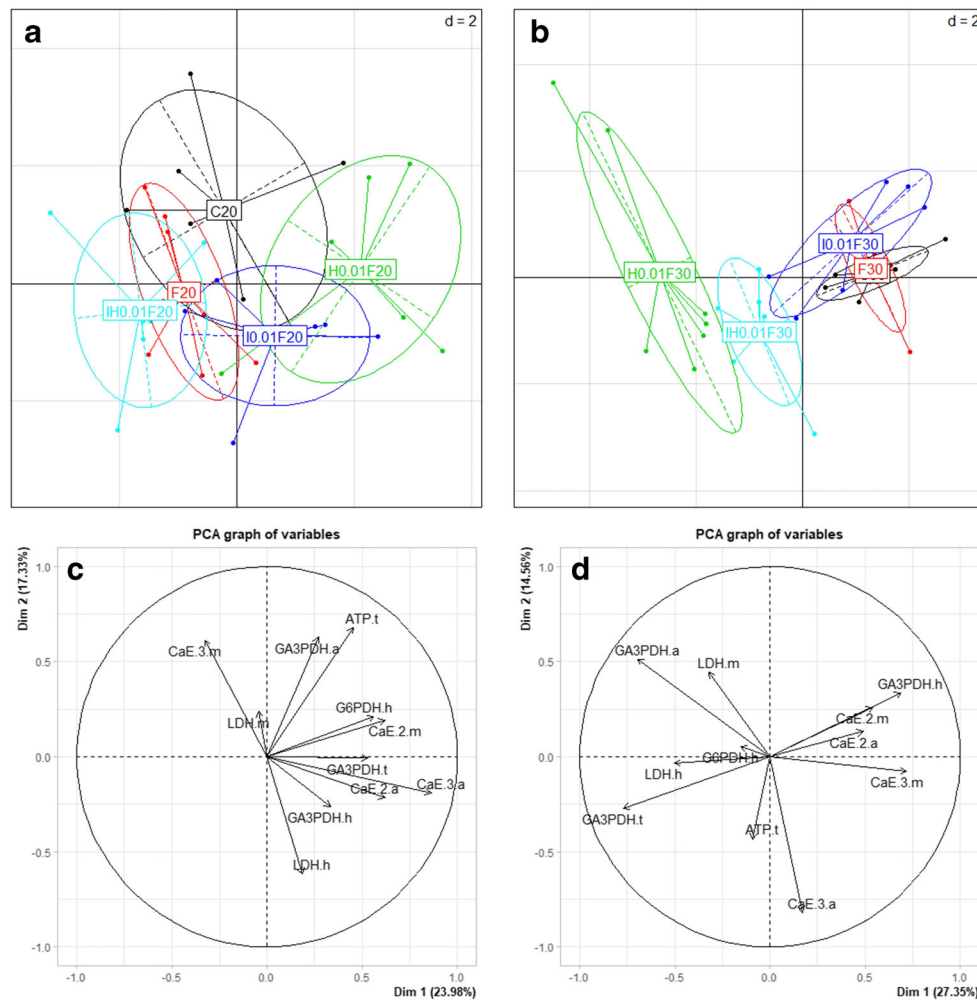 a
d = 2
C20
H0.01F20
F20
IH0.01F20
I0.01F20
b
d = 2
I0.01F30
F30
H0.01F30
IH0.01F30
PCA graph of variables
c
Dim 2 (17.33%)
1.0
0.5
0.0
-0.5
-1.0
ATP.t
GA3PDH.a
CaE.3.m
G6PDH.h
LDH.m
CaE.2.m
GA3PDH.t
CaE.3.a
CaE.2.a
GA3PDH.h
LDH.h
-1.0 -0.5 0.0 0.5 1.0
Dim 1 (23.98%)
PCA graph of variables
d
Dim 2 (14.56%)
1.0
0.5
0.0
-0.5
-1.0
GA3PDH.a
LDH.m
GA3PDH.h
CaE.2.m
CaE.2.a
G6PDH.h
LDH.h
CaE.3.m
GA3PDH.t
ATP.t
CaE.3.a
-1.0 -0.5 0.0 0.5 1.0
Dim 1 (27.35%)